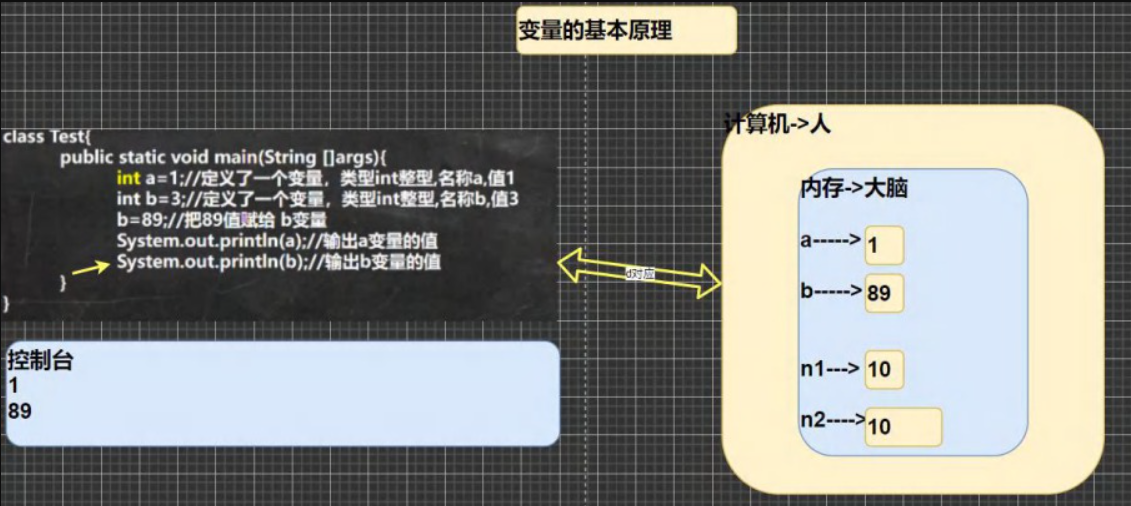 变量的基本原理
class Test{
public static void main(String []args){
int a=1;//定义了一个变量，类型int整型,名称a,值1
int b=3;//定义了一个变量，类型int整型,名称b,值3
b=89;//把89值赋给 b变量
System.out.println(a);//输出a变量的值
System.out.println(b);//输出b变量的值
}
}
控制台
1
89
d对应
计算机->人
内存->大脑
a-----> 1
b-----> 89
n1---> 10
n2----> 10